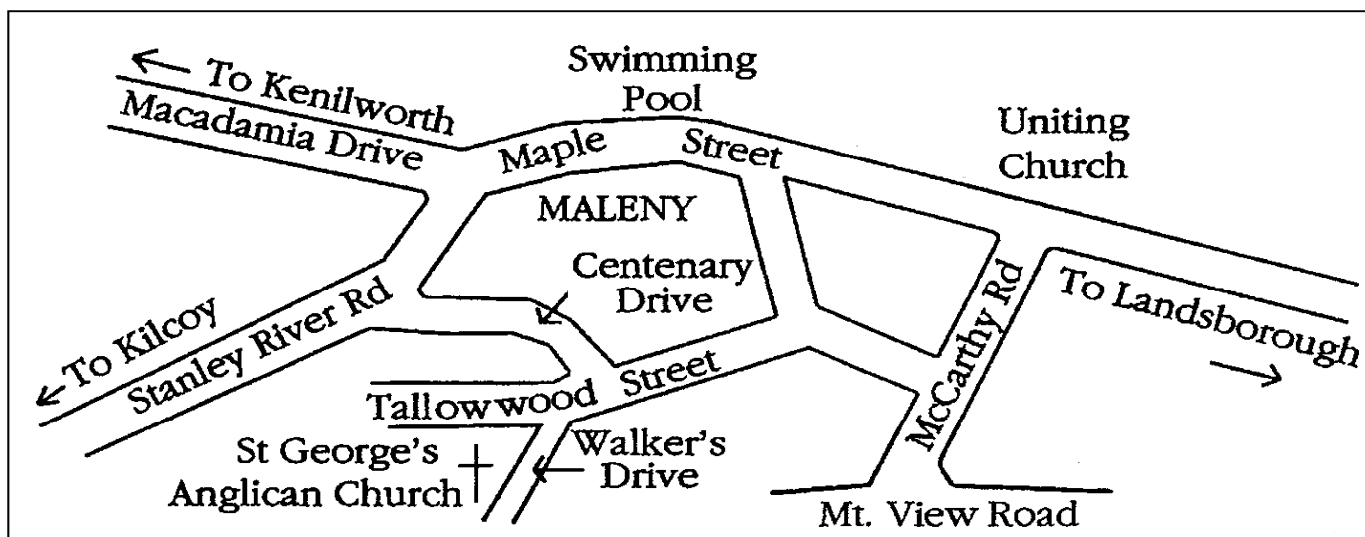 To Kenilworth
Macadamia Drive
Swimming
Pool
Maple Street
Uniting
Church
MALENY
Centenary
Drive
To Kilcoy
Stanley River Rd
McCarthy Rd
To Landsborough
Tallowwood Street
St George's
Anglican Church
Walker's
Drive
Mt. View Road